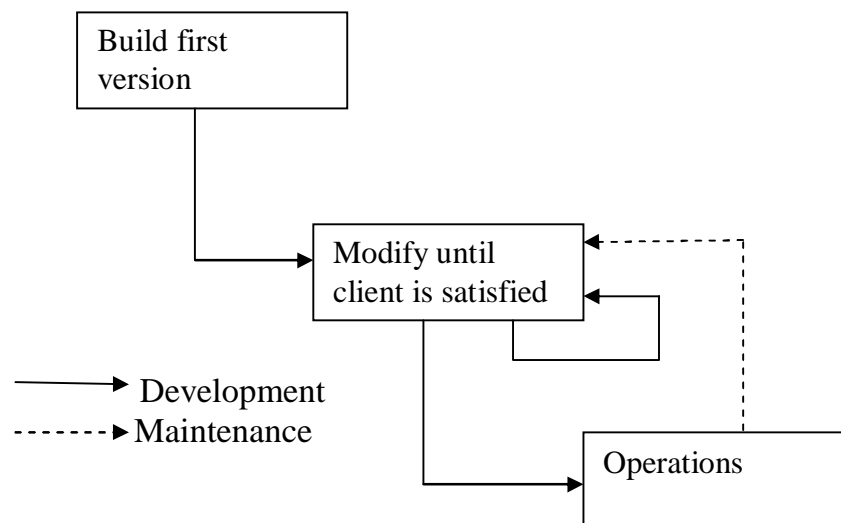 Build first
version
Modify until
client is satisfied
Development
Maintenance
Operations